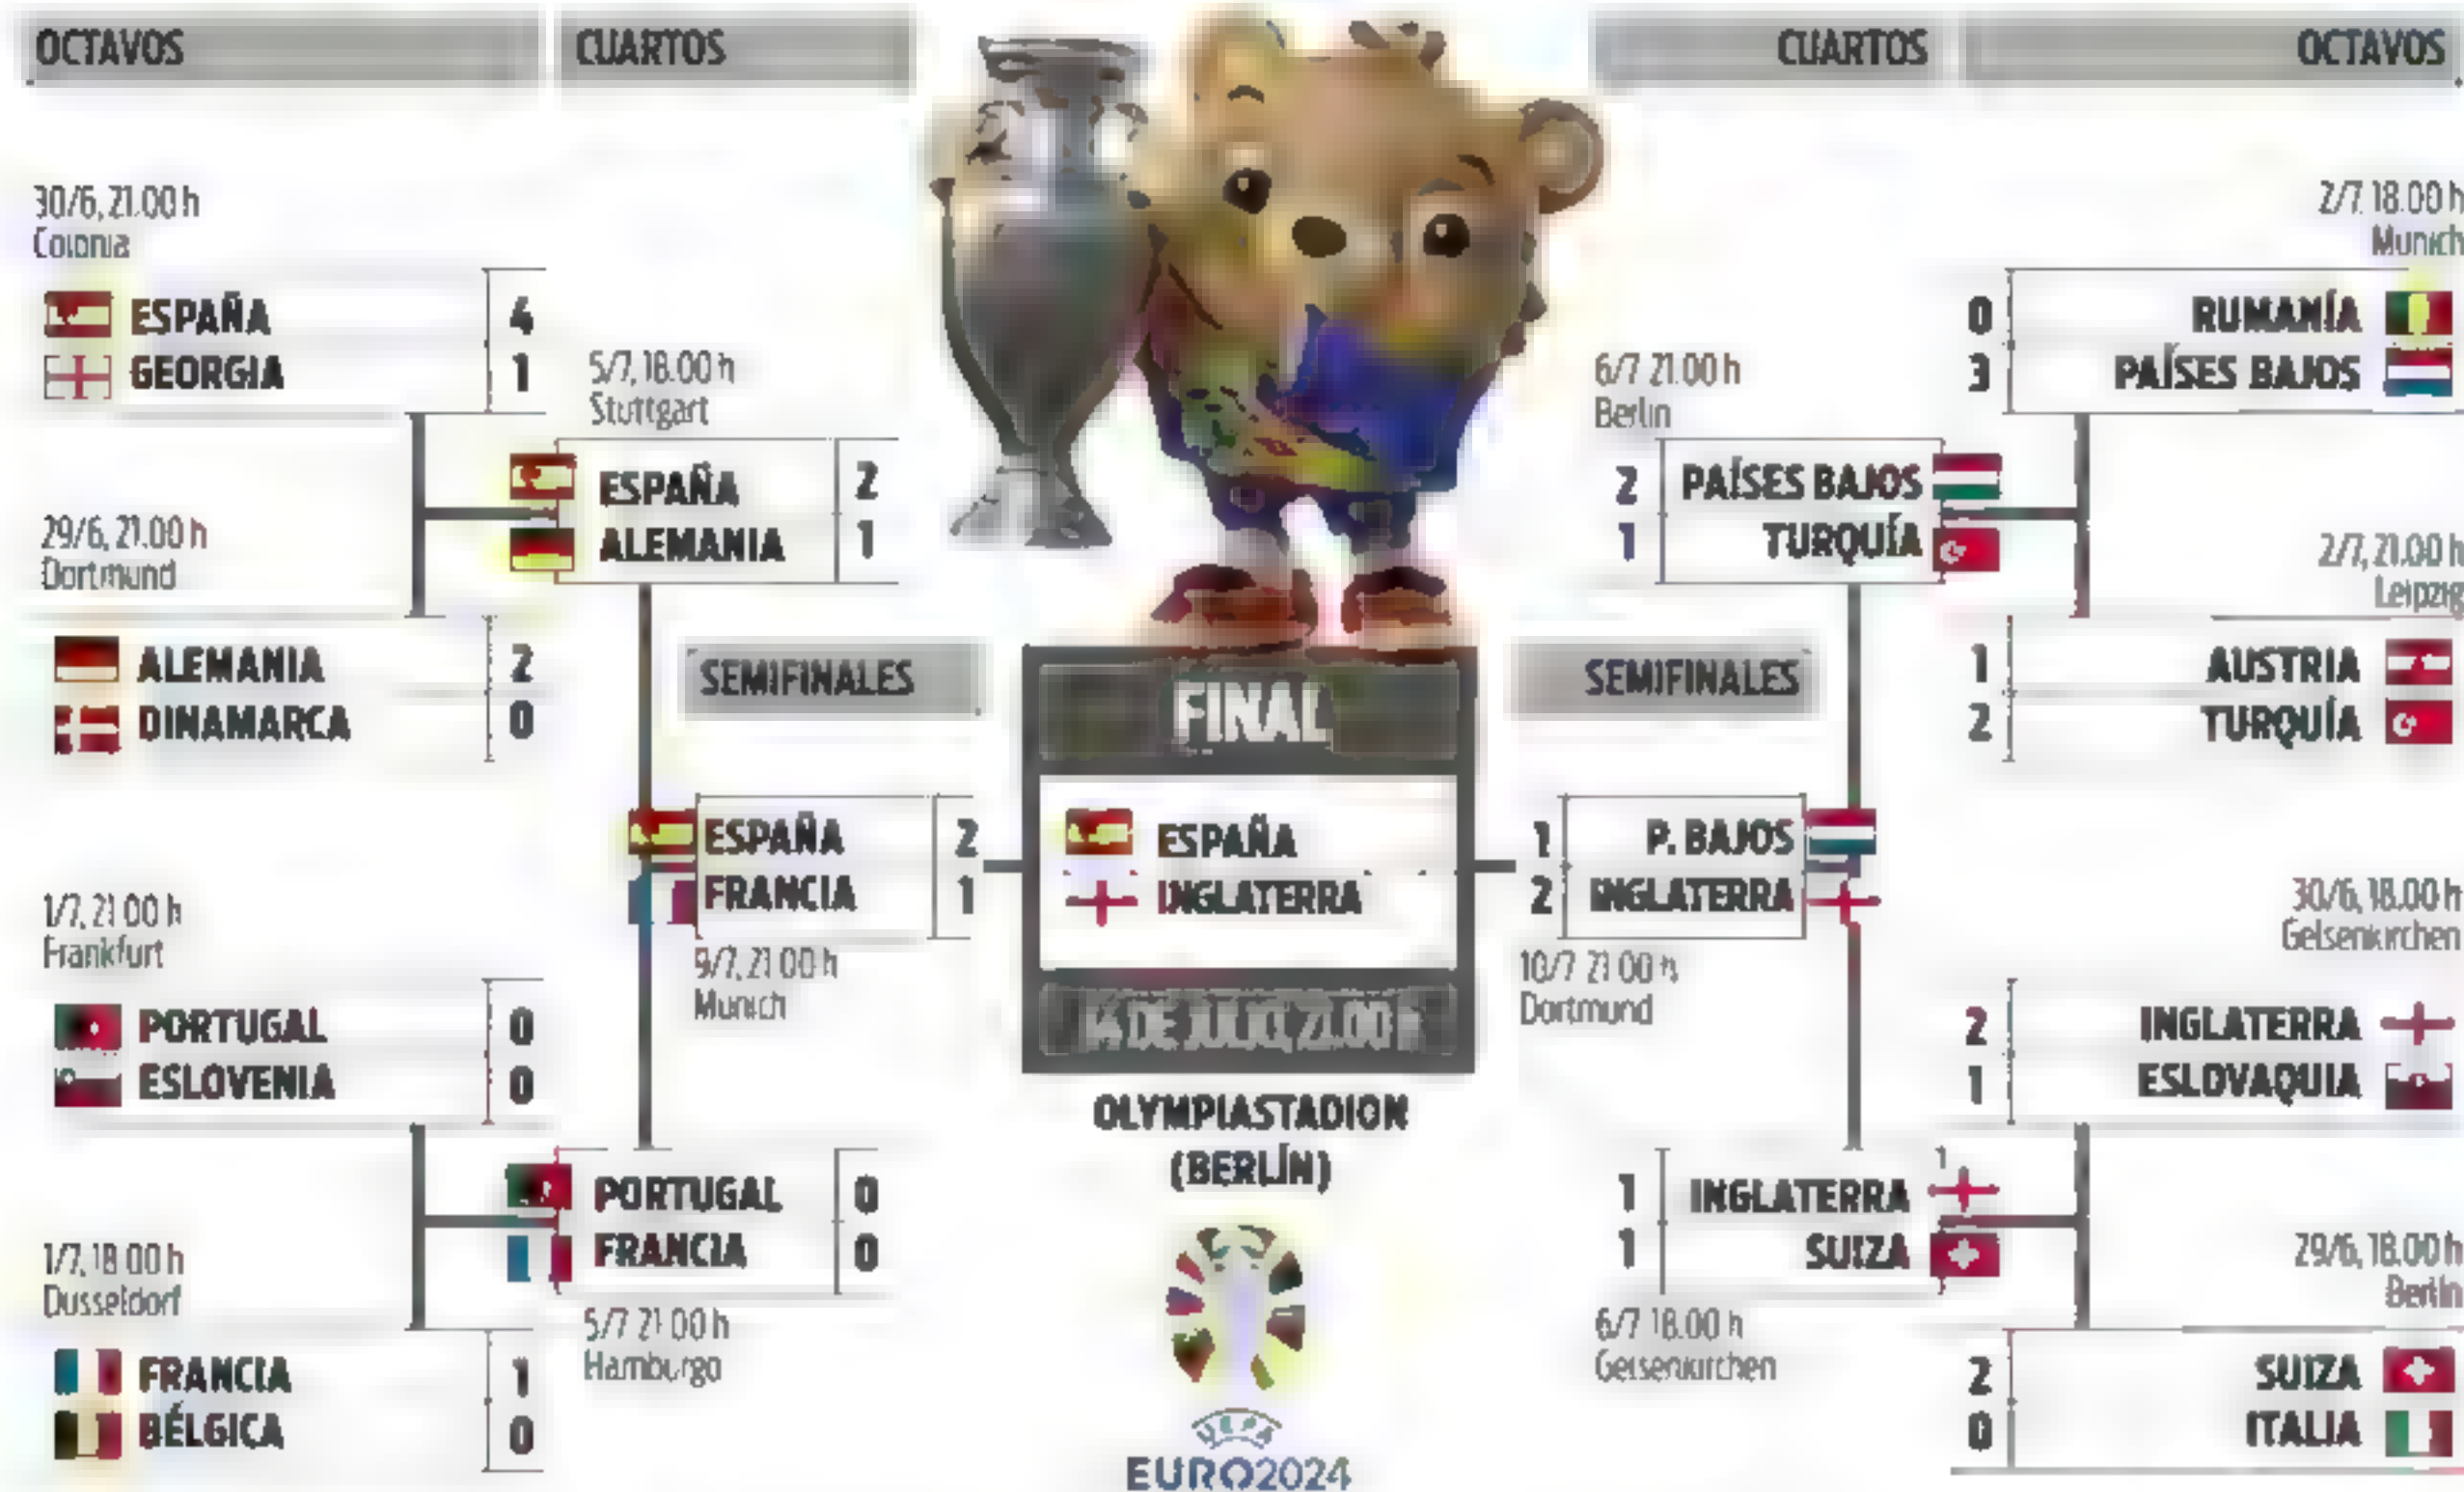 OCTAVOS
CUARTOS
CUARTOS
OCTAVOS
30/6, 21.00 h
Colonia
ESPAÑA 4
GEORGIA 1
29/6, 21.00 h
Dortmund
ALEMANIA 2
DINAMARCA 0
5/7, 18.00 h
Stuttgart
ESPAÑA 2
ALEMANIA 1
1/7, 21 00 h
Frankfurt
PORTUGAL 0
ESLOVENIA 0
1/7, 18 00 h
Dusseldorf
FRANCIA 1
BÉLGICA 0
PORTUGAL 0
FRANCIA 0
5/7 21 00 h
Hamburgo
SEMIFINALES
ESPAÑA 2
FRANCIA 1
9/7, 21 00 h
Munich
FINAL
ESPAÑA
INGLATERRA
14 DE JULIO, 21.00 h
OLYMPIASTADION
(BERLÍN)
UEFA
EURO2024
SEMIFINALES
1 P. BAJOS
2 INGLATERRA
10/7 21 00 h
Dortmund
6/7 21.00 h
Berlin
2 PAÍSES BAJOS
1 TURQUÍA
1 INGLATERRA
1 SUIZA
6/7 18.00 h
Gelsenkirchen
2/7, 18.00 h
Munich
0 RUMANÍA
3 PAÍSES BAJOS
2/7, 21.00 h
Leipzig
1 AUSTRIA
2 TURQUÍA
30/6, 18.00 h
Gelsenkirchen
2 INGLATERRA
1 ESLOVAQUIA
29/6, 18.00 h
Berlin
2 SUIZA
0 ITALIA